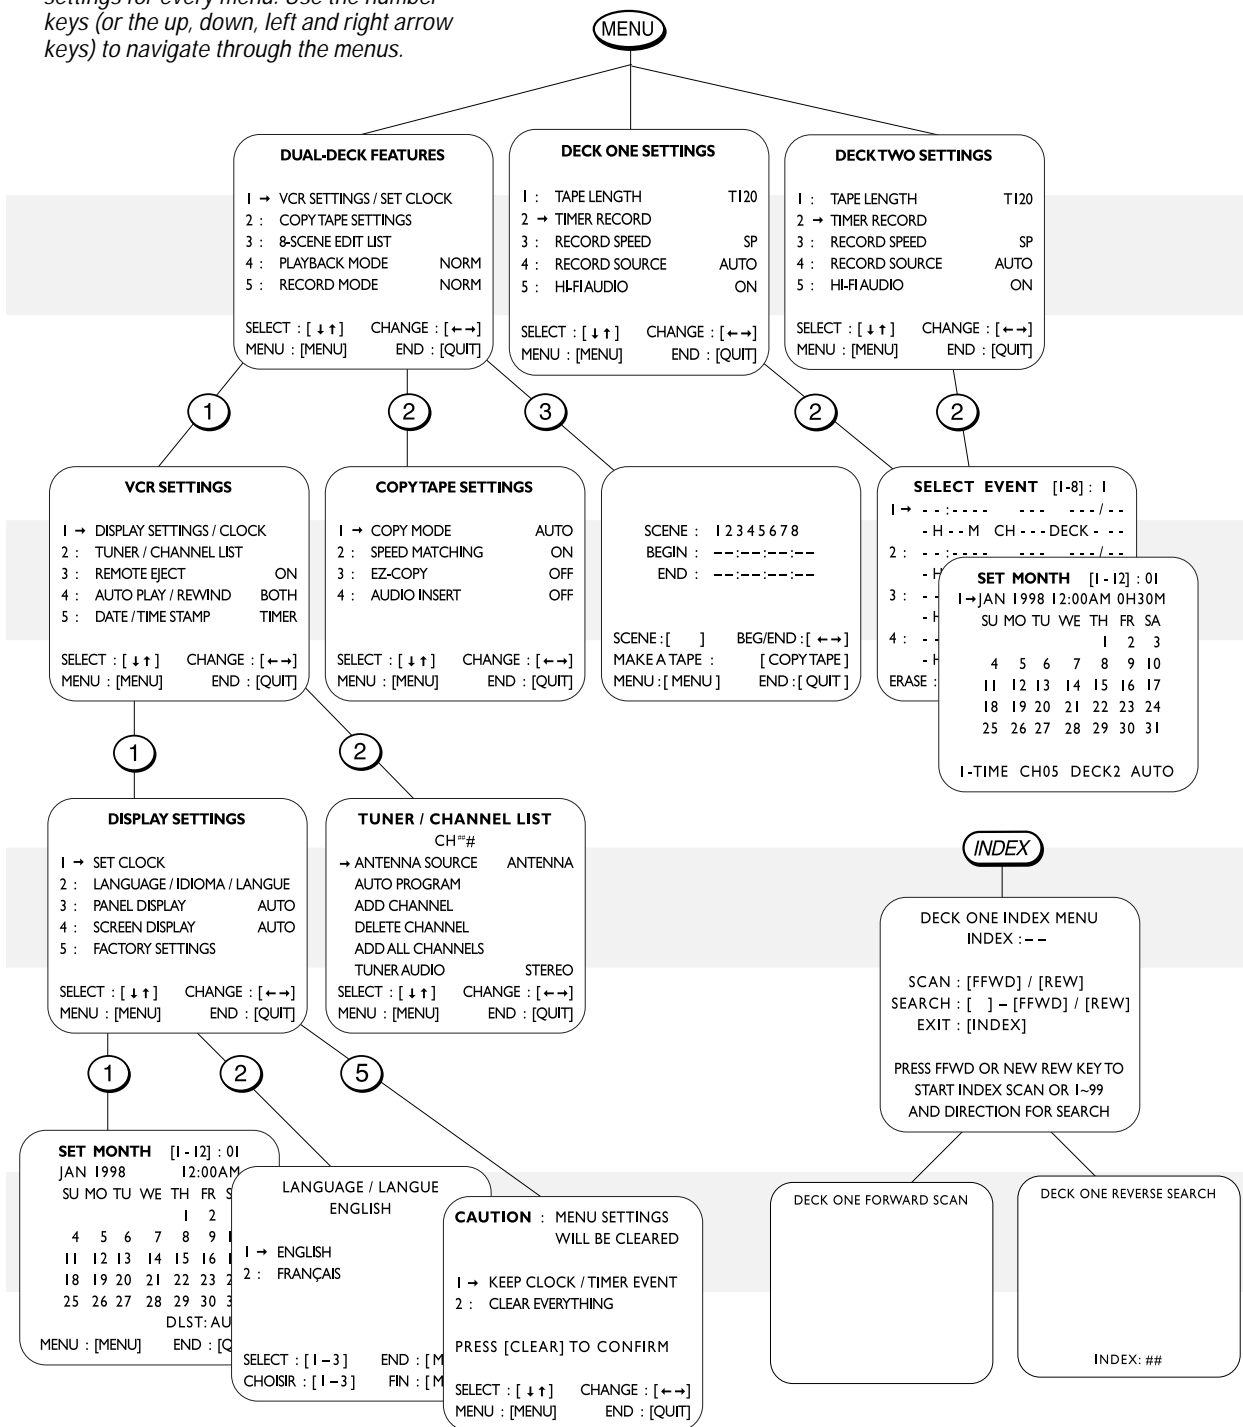 settings for every menu. Use the number
keys (or the up, down, left and right arrow
keys) to navigate through the menus.
MENU
DUAL-DECK FEATURES
1 → VCR SETTINGS / SET CLOCK
2 : COPY TAPE SETTINGS
3 : 8-SCENE EDIT LIST
4 : PLAYBACK MODE NORM
5 : RECORD MODE NORM
SELECT : [ ↓ ↑ ] CHANGE : [←→]
MENU : [MENU] END : [QUIT]
DECK ONE SETTINGS
1 : TAPE LENGTH T120
2 → TIMER RECORD
3 : RECORD SPEED SP
4 : RECORD SOURCE AUTO
5 : HI-FI AUDIO ON
SELECT : [ ↓ ↑ ] CHANGE : [←→]
MENU : [MENU] END : [QUIT]
DECK TWO SETTINGS
1 : TAPE LENGTH T120
2 → TIMER RECORD
3 : RECORD SPEED SP
4 : RECORD SOURCE AUTO
5 : HI-FI AUDIO ON
SELECT : [ ↓ ↑ ] CHANGE : [←→]
MENU : [MENU] END : [QUIT]
1 2 3 2 2
VCR SETTINGS
1 → DISPLAY SETTINGS / CLOCK
2 : TUNER / CHANNEL LIST
3 : REMOTE EJECT ON
4 : AUTO PLAY / REWIND BOTH
5 : DATE / TIME STAMP TIMER
SELECT : [ ↓ ↑ ] CHANGE : [←→]
MENU : [MENU] END : [QUIT]
COPY TAPE SETTINGS
1 → COPY MODE AUTO
2 : SPEED MATCHING ON
3 : EZ-COPY OFF
4 : AUDIO INSERT OFF
SELECT : [ ↓ ↑ ] CHANGE : [←→]
MENU : [MENU] END : [QUIT]
SCENE : 1 2 3 4 5 6 7 8
BEGIN : --:--:--:--
END : --:--:--:--
SCENE : [ ] BEG/END : [ ←→]
MAKE A TAPE : [ COPY TAPE ]
MENU : [ MENU ] END : [ QUIT ]
SELECT EVENT [1-8] : 1
1 → - - : - - - - - - - - - - / - -
- H - - M CH - - - DECK - - -
2 : - - : - - - - - - - - - - / - -
- H
3 : - -
- H
4 : - -
- H
ERASE :
SET MONTH [1 - 12] : 01
1→JAN 1998 12:00AM 0H30M
SU MO TU WE TH FR SA
1 2 3
4 5 6 7 8 9 10
11 12 13 14 15 16 17
18 19 20 21 22 23 24
25 26 27 28 29 30 31
1-TIME CH05 DECK2 AUTO
1 2
DISPLAY SETTINGS
1 → SET CLOCK
2 : LANGUAGE / IDIOMA / LANGUE
3 : PANEL DISPLAY AUTO
4 : SCREEN DISPLAY AUTO
5 : FACTORY SETTINGS
SELECT : [ ↓ ↑ ] CHANGE : [←→]
MENU : [MENU] END : [QUIT]
TUNER / CHANNEL LIST
CH##
→ ANTENNA SOURCE ANTENNA
AUTO PROGRAM
ADD CHANNEL
DELETE CHANNEL
ADD ALL CHANNELS
TUNER AUDIO STEREO
SELECT : [ ↓ ↑ ] CHANGE : [←→]
MENU : [MENU] END : [QUIT]
INDEX
DECK ONE INDEX MENU
INDEX : – –
SCAN : [FFWD] / [REW]
SEARCH : [ ] – [FFWD] / [REW]
EXIT : [INDEX]
PRESS FFWD OR NEW REW KEY TO
START INDEX SCAN OR 1~99
AND DIRECTION FOR SEARCH
1 2 5
SET MONTH [1 - 12] : 01
JAN 1998 12:00AM
SU MO TU WE TH FR S
1 2
4 5 6 7 8 9 1
11 12 13 14 15 16 1
18 19 20 21 22 23 2
25 26 27 28 29 30 3
DLST: AU
MENU : [MENU] END : [Q
LANGUAGE / LANGUE
ENGLISH
1 → ENGLISH
2 : FRANÇAIS
SELECT : [ 1 – 3 ] END : [ M
CHOISIR : [ 1 – 3 ] FIN : [ M
CAUTION : MENU SETTINGS
WILL BE CLEARED
1 → KEEP CLOCK / TIMER EVENT
2 : CLEAR EVERYTHING
PRESS [CLEAR] TO CONFIRM
SELECT : [ ↓ ↑ ] CHANGE : [←→]
MENU : [MENU] END : [QUIT]
DECK ONE FORWARD SCAN
DECK ONE REVERSE SEARCH
INDEX: ##